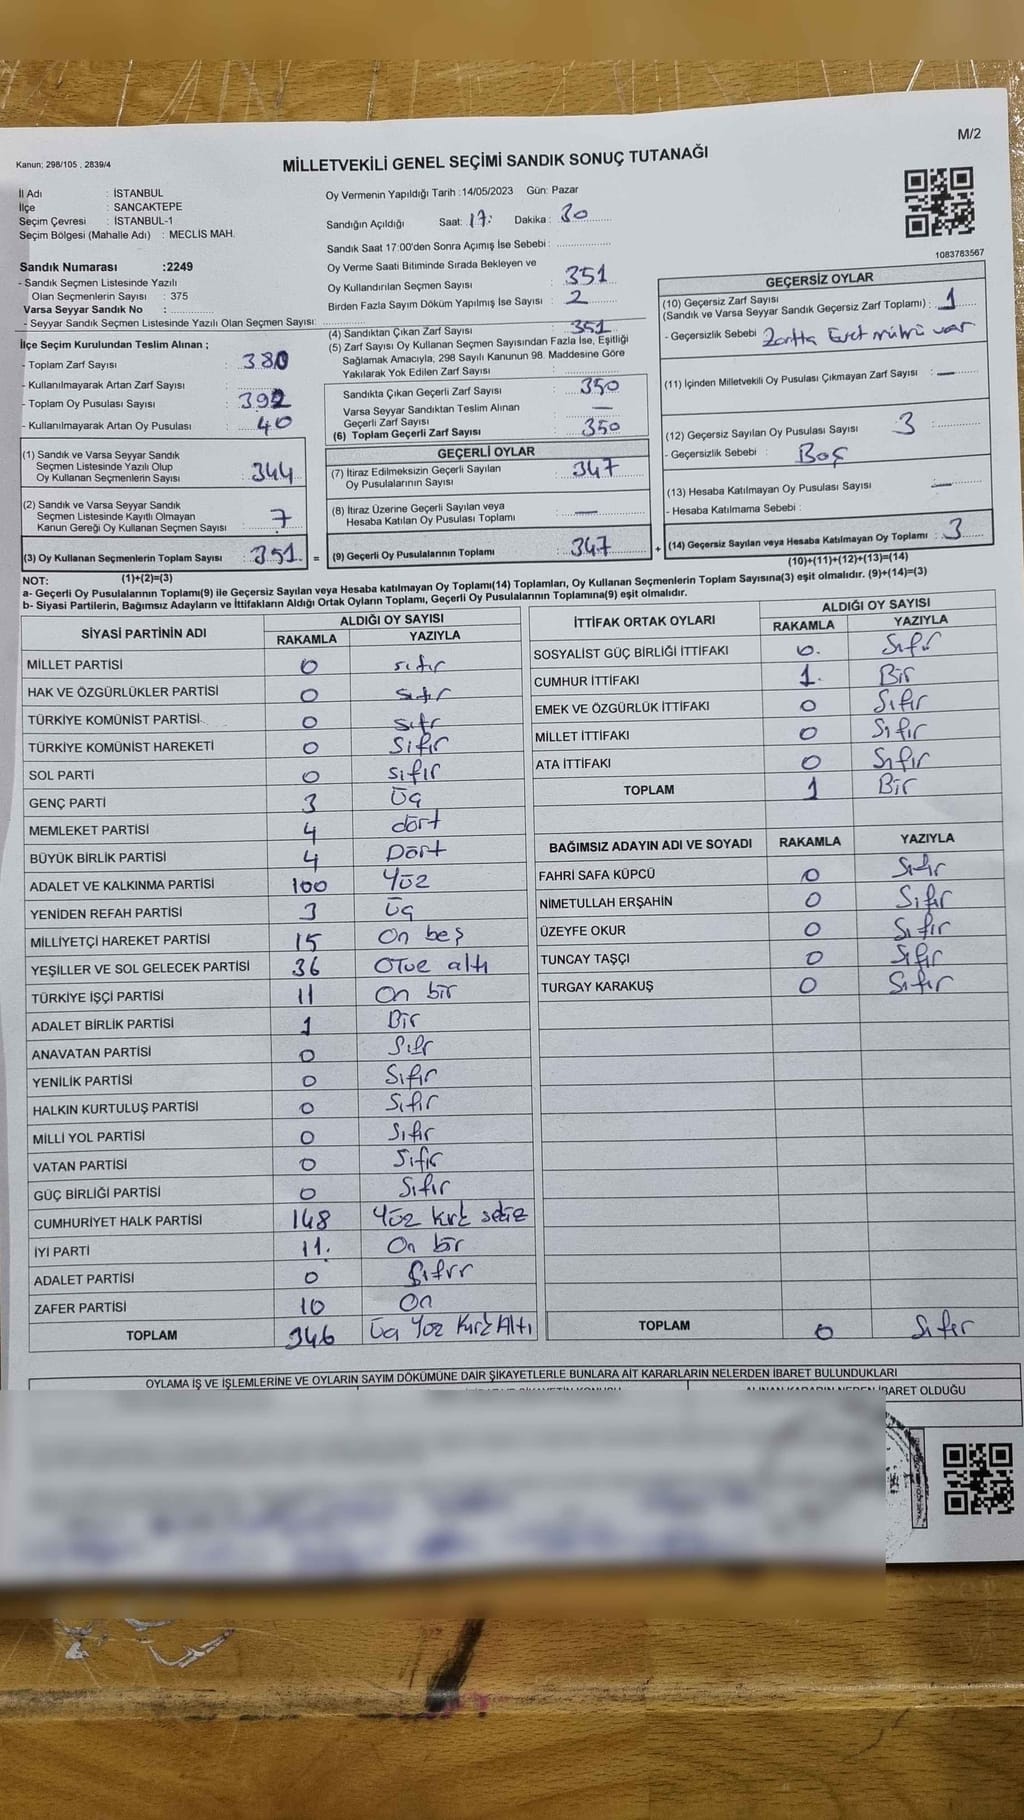 M/2
Kanun; 298/105 , 2839/4
MİLLETVEKİLİ GENEL SEÇİMİ SANDIK SONUÇ TUTANAĞI
İl Adı : İSTANBUL
İlçe : SANCAKTEPE
Seçim Çevresi : İSTANBUL-1
Seçim Bölgesi (Mahalle Adı) : MECLİS MAH.
Sandık Numarası :2249
- Sandık Seçmen Listesinde Yazılı
Olan Seçmenlerin Sayısı : 375
Varsa Seyyar Sandık No :
- Seyyar Sandık Seçmen Listesinde Yazılı Olan Seçmen Sayısı:
İlçe Seçim Kurulundan Teslim Alınan ;
- Toplam Zarf Sayısı : 380
- Kullanılmayarak Artan Zarf Sayısı :
- Toplam Oy Pusulası Sayısı : 392
- Kullanılmayarak Artan Oy Pusulası : 40
(1) Sandık ve Varsa Seyyar Sandık
Seçmen Listesinde Yazılı Olup
Oy Kullanan Seçmenlerin Sayısı : 344
(2) Sandık ve Varsa Seyyar Sandık
Seçmen Listesinde Kayıtlı Olmayan
Kanun Gereği Oy Kullanan Seçmen Sayısı : 7
(3) Oy Kullanan Seçmenlerin Toplam Sayısı : 351 =
(1)+(2)=(3)
Oy Vermenin Yapıldığı Tarih :14/05/2023 Gün: Pazar
Sandığın Açıldığı Saat: 17: Dakika : 30
Sandık Saat 17:00'den Sonra Açımış İse Sebebi :
Oy Verme Saati Bitiminde Sırada Bekleyen ve
Oy Kullandırılan Seçmen Sayısı : 351
Birden Fazla Sayım Döküm Yapılmış İse Sayısı : 2
(4) Sandıktan Çıkan Zarf Sayısı : 351
(5) Zarf Sayısı Oy Kullanan Seçmen Sayısından Fazla İse, Eşitliği
Sağlamak Amacıyla, 298 Sayılı Kanunun 98. Maddesine Göre
Yakılarak Yok Edilen Zarf Sayısı :
Sandıkta Çıkan Geçerli Zarf Sayısı : 350
Varsa Seyyar Sandıktan Teslim Alınan
Geçerli Zarf Sayısı : —
(6) Toplam Geçerli Zarf Sayısı : 350
GEÇERLİ OYLAR
(7) İtiraz Edilmeksizin Geçerli Sayılan
Oy Pusulalarının Sayısı : 347
(8) İtiraz Üzerine Geçerli Sayılan veya
Hesaba Katılan Oy Pusulası Toplamı : —
(9) Geçerli Oy Pusulalarının Toplamı : 347 +
1083783567
GEÇERSİZ OYLAR
(10) Geçersiz Zarf Sayısı
(Sandık ve Varsa Seyyar Sandık Geçersiz Zarf Toplamı) : 1
- Geçersizlik Sebebi : Zarfta Evet mührü var
(11) İçinden Milletvekili Oy Pusulası Çıkmayan Zarf Sayısı : —
(12) Geçersiz Sayılan Oy Pusulası Sayısı : 3
- Geçersizlik Sebebi : Boş
(13) Hesaba Katılmayan Oy Pusulası Sayısı : —
- Hesaba Katılmama Sebebi :
(14) Geçersiz Sayılan veya Hesaba Katılmayan Oy Toplamı : 3
(10)+(11)+(12)+(13)=(14)
NOT:
a- Geçerli Oy Pusulalarının Toplamı(9) ile Geçersiz Sayılan veya Hesaba katılmayan Oy Toplamı(14) Toplamları, Oy Kullanan Seçmenlerin Toplam Sayısına(3) eşit olmalıdır. (9)+(14)=(3)
b- Siyasi Partilerin, Bağımsız Adayların ve İttifakların Aldığı Ortak Oyların Toplamı, Geçerli Oy Pusulalarının Toplamına(9) eşit olmalıdır.
SİYASİ PARTİNİN ADI ALDIĞI OY SAYISI
RAKAMLA YAZIYLA
MİLLET PARTİSİ 0 sıfır
HAK VE ÖZGÜRLÜKLER PARTİSİ 0 sıfır
TÜRKİYE KOMÜNİST PARTİSİ 0 sıfr
TÜRKİYE KOMÜNİST HAREKETİ 0 sıfır
SOL PARTİ 0 sıfır
GENÇ PARTİ 3 üç
MEMLEKET PARTİSİ 4 dört
BÜYÜK BİRLİK PARTİSİ 4 Dört
ADALET VE KALKINMA PARTİSİ 100 Yüz
YENİDEN REFAH PARTİSİ 3 üç
MİLLİYETÇİ HAREKET PARTİSİ 15 On beş
YEŞİLLER VE SOL GELECEK PARTİSİ 36 Otuz altı
TÜRKİYE İŞÇİ PARTİSİ 11 On bir
ADALET BİRLİK PARTİSİ 1 Bir
ANAVATAN PARTİSİ 0 Sıfr
YENİLİK PARTİSİ 0 Sıfır
HALKIN KURTULUŞ PARTİSİ 0 Sıfır
MİLLİ YOL PARTİSİ 0 Sıfır
VATAN PARTİSİ 0 Sıfır
GÜÇ BİRLİĞİ PARTİSİ 0 Sıfır
CUMHURİYET HALK PARTİSİ 148 Yüz kırk sekiz
İYİ PARTİ 11. On bir
ADALET PARTİSİ 0 Sıfır
ZAFER PARTİSİ 10 On
TOPLAM 346 Üç Yüz Kırk Altı
İTTİFAK ORTAK OYLARI ALDIĞI OY SAYISI
RAKAMLA YAZIYLA
SOSYALİST GÜÇ BİRLİĞİ İTTİFAKI 0. Sıfır
CUMHUR İTTİFAKI 1. Bir
EMEK VE ÖZGÜRLÜK İTTİFAKI 0 Sıfır
MİLLET İTTİFAKI 0 Sıfır
ATA İTTİFAKI 0 Sıfır
TOPLAM 1 Bir
BAĞIMSIZ ADAYIN ADI VE SOYADI RAKAMLA YAZIYLA
FAHRİ SAFA KÜPCÜ 0 Sıfır
NİMETULLAH ERŞAHİN 0 Sıfır
ÜZEYFE OKUR 0 Sıfır
TUNCAY TAŞÇI 0 Sıfır
TURGAY KARAKUŞ 0 Sıfır
TOPLAM 0 Sıfır
OYLAMA İŞ VE İŞLEMLERİNE VE OYLARIN SAYIM DÖKÜMÜNE DAİR ŞİKAYETLERLE BUNLARA AİT KARARLARIN NELERDEN İBARET BULUNDUKLARI
İBARET OLDUĞU